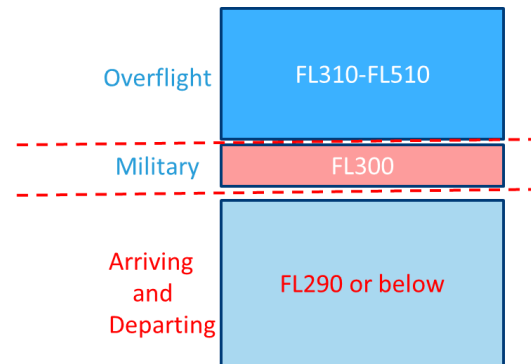 Overflight
FL310-FL510
Military
FL300
Arriving
and
Departing
FL290 or below